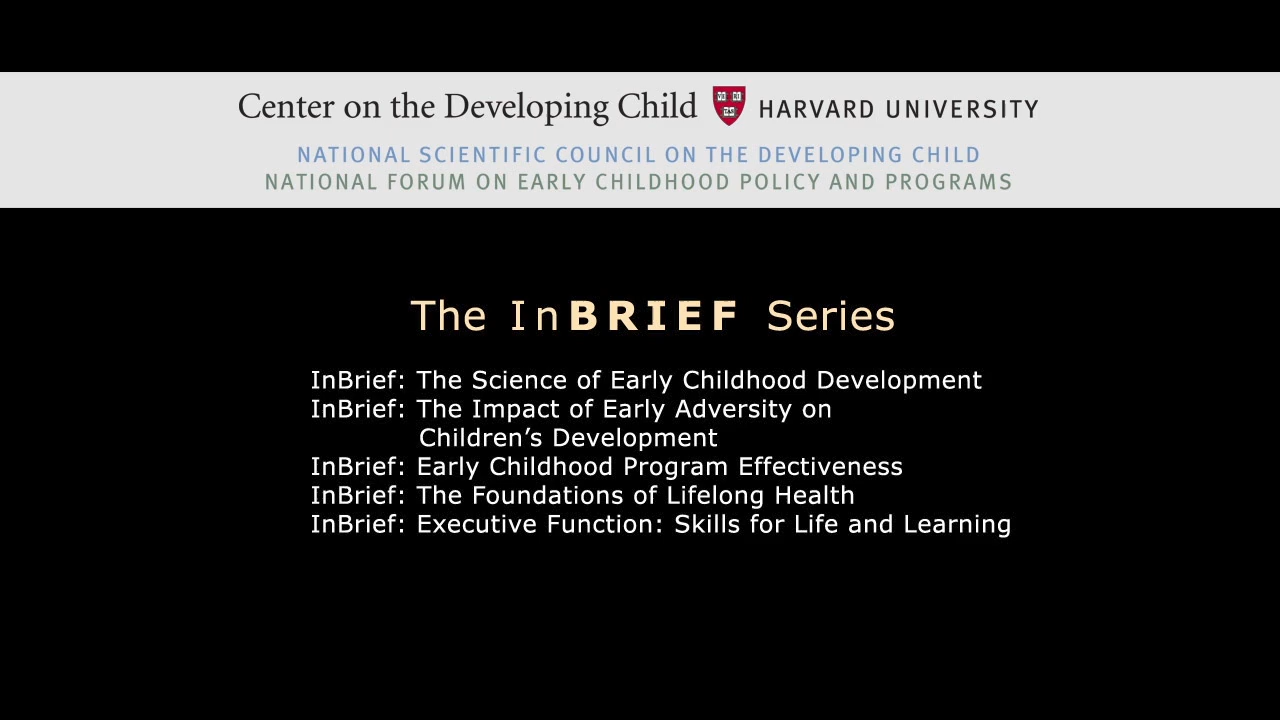 Center on the Developing Child HARVARD UNIVERSITY
NATIONAL SCIENTIFIC COUNCIL ON THE DEVELOPING CHILD
NATIONAL FORUM ON EARLY CHILDHOOD POLICY AND PROGRAMS
The InBRIEF Series
InBrief: The Science of Early Childhood Development
InBrief: The Impact of Early Adversity on
Children’s Development
InBrief: Early Childhood Program Effectiveness
InBrief: The Foundations of Lifelong Health
InBrief: Executive Function: Skills for Life and Learning